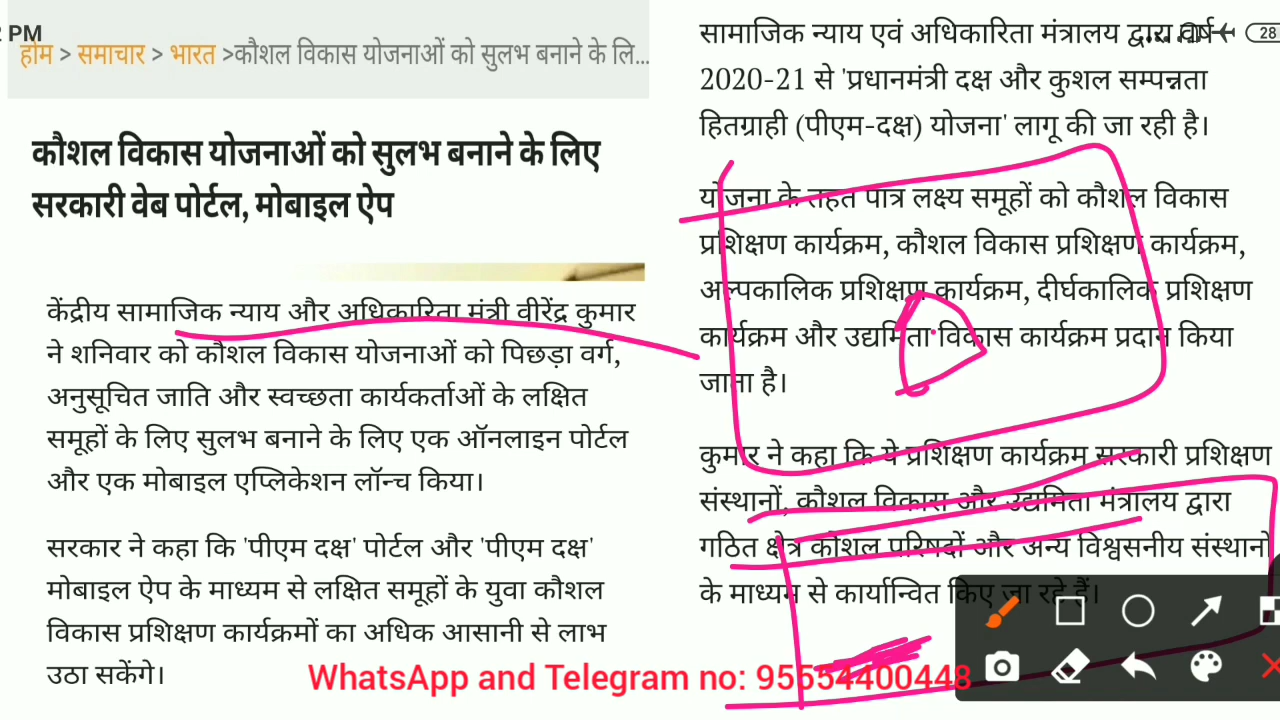 2 PM
होम > समाचार > भारत >कौशल विकास योजनाओं को सुलभ बनाने के लि...
कौशल विकास योजनाओं को सुलभ बनाने के लिए
सरकारी वेब पोर्टल, मोबाइल ऐप
केंद्रीय सामाजिक न्याय और अधिकारिता मंत्री वीरेंद्र कुमार
ने शनिवार को कौशल विकास योजनाओं को पिछड़ा वर्ग,
अनुसूचित जाति और स्वच्छता कार्यकर्ताओं के लक्षित
समूहों के लिए सुलभ बनाने के लिए एक ऑनलाइन पोर्टल
और एक मोबाइल एप्लिकेशन लॉन्च किया।
सरकार ने कहा कि 'पीएम दक्ष' पोर्टल और 'पीएम दक्ष'
मोबाइल ऐप के माध्यम से लक्षित समूहों के युवा कौशल
विकास प्रशिक्षण कार्यक्रमों का अधिक आसानी से लाभ
उठा सकेंगे।
सामाजिक न्याय एवं अधिकारिता मंत्रालय द्वारा वर्ष
28
2020-21 से 'प्रधानमंत्री दक्ष और कुशल सम्पन्नता
हितग्राही (पीएम-दक्ष) योजना' लागू की जा रही है।
योजना के तहत पात्र लक्ष्य समूहों को कौशल विकास
प्रशिक्षण कार्यक्रम, कौशल विकास प्रशिक्षण कार्यक्रम,
अल्पकालिक प्रशिक्षण कार्यक्रम, दीर्घकालिक प्रशिक्षण
कार्यक्रम और उद्यमिता विकास कार्यक्रम प्रदान किया
जाता है।
कुमार ने कहा कि ये प्रशिक्षण कार्यक्रम सरकारी प्रशिक्षण
संस्थानों, कौशल विकास और उद्यमिता मंत्रालय द्वारा
गठित क्षेत्र कौशल परिषदों और अन्य विश्वसनीय संस्थानों
के माध्यम से कार्यान्वित किए जा रहे हैं।
WhatsApp and Telegram no: 95554400448